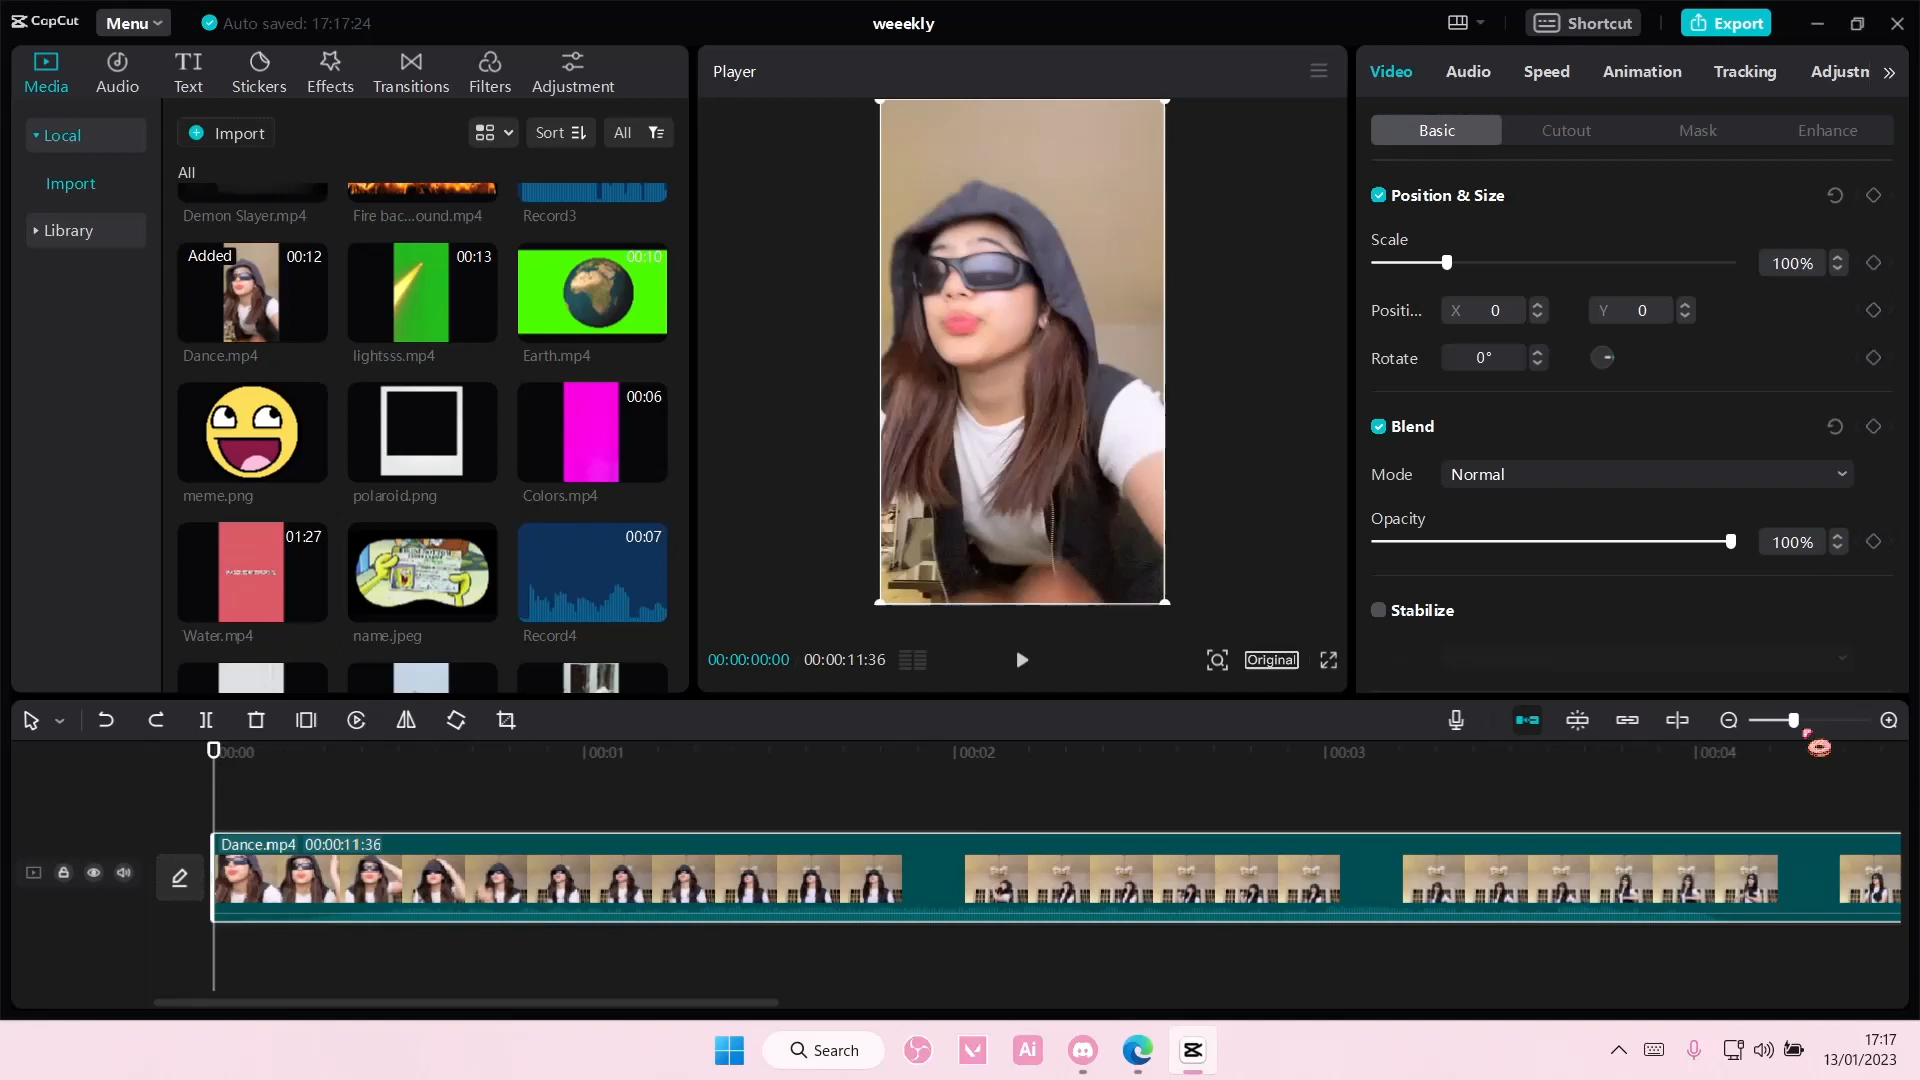 CapCut
Menu
Auto saved: 17:17:24
weeekly
Shortcut
Export
Media
Audio
TI
Text
Stickers
Effects
Transitions
Filters
Adjustment
Local
Import
Library
Import
Sort
All
All
Demon Slayer.mp4
Fire bac...ound.mp4
Record3
Added
00:12
00:13
00:10
Dance.mp4
lightsss.mp4
Earth.mp4
00:06
meme.png
polaroid.png
Colors.mp4
01:27
00:07
Water.mp4
name.jpeg
Record4
Player
00:00:00:00
00:00:11:36
Original
Video
Audio
Speed
Animation
Tracking
Adjustn
Basic
Cutout
Mask
Enhance
Position & Size
Scale
100%
Positi...
X 0
Y 0
Rotate
0°
Blend
Mode
Normal
Opacity
100%
Stabilize
00:00
00:01
00:02
00:03
00:04
Dance.mp4 00:00:11:36
Search
Ai
17:17
13/01/2023